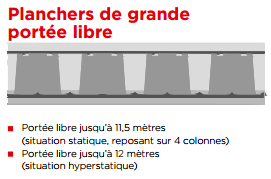 Planchers de grande
portée libre
Portée libre jusqu'à 11,5 mètres
(situation statique, reposant sur 4 colonnes)
Portée libre jusqu'à 12 mètres
(situation hyperstatique)